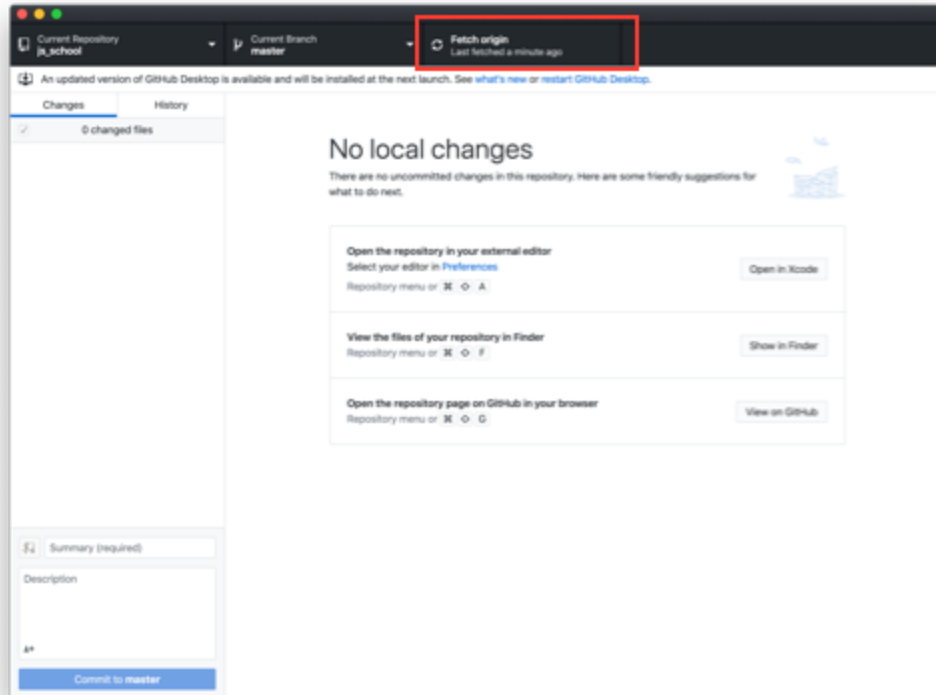 Current Repository
js_school
Current Branch
master
Fetch origin
Last fetched a minute ago
An updated version of GitHub Desktop is available and will be installed at the next launch. See what's new or restart GitHub Desktop.
Changes
History
0 changed files
No local changes
There are no uncommitted changes in this repository. Here are some friendly suggestions for
what to do next.
Open the repository in your external editor
Select your editor in Preferences
Repository menu or ⌘ ⇧ A
Open in Xcode
View the files of your repository in Finder
Repository menu or ⌘ ⇧ F
Show in Finder
Open the repository page on GitHub in your browser
Repository menu or ⌘ ⇧ G
View on GitHub
Summary (required)
Description
Commit to master